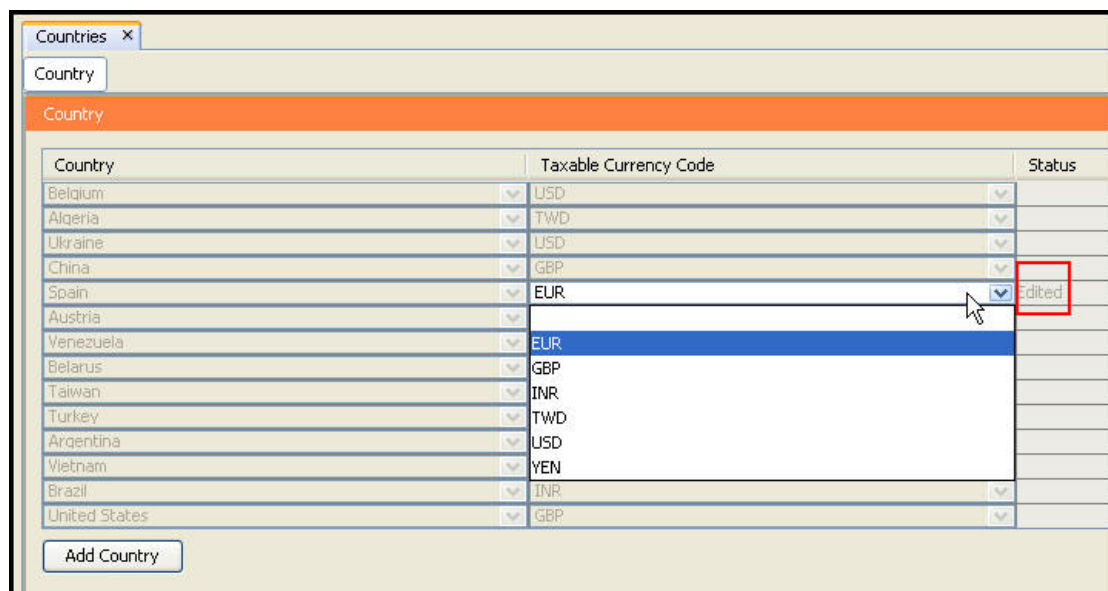 Countries
Country
Country
Country Taxable Currency Code Status
Belgium USD
Algeria TWD
Ukraine USD
China GBP
Spain EUR Edited
Austria
Venezuela EUR
Belarus GBP
Taiwan INR
Turkey TWD
Argentina USD
Vietnam YEN
Brazil INR
United States GBP
Add Country